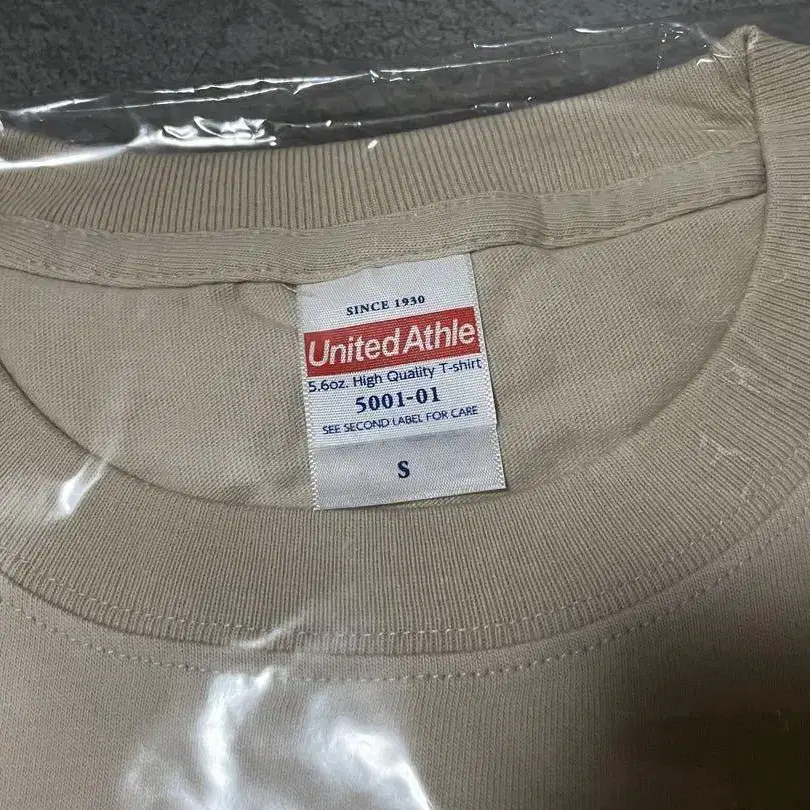 SINCE 1930
United Athle
5.6oz. High Quality T-shirt
5001-01
SEE SECOND LABEL FOR CARE
S